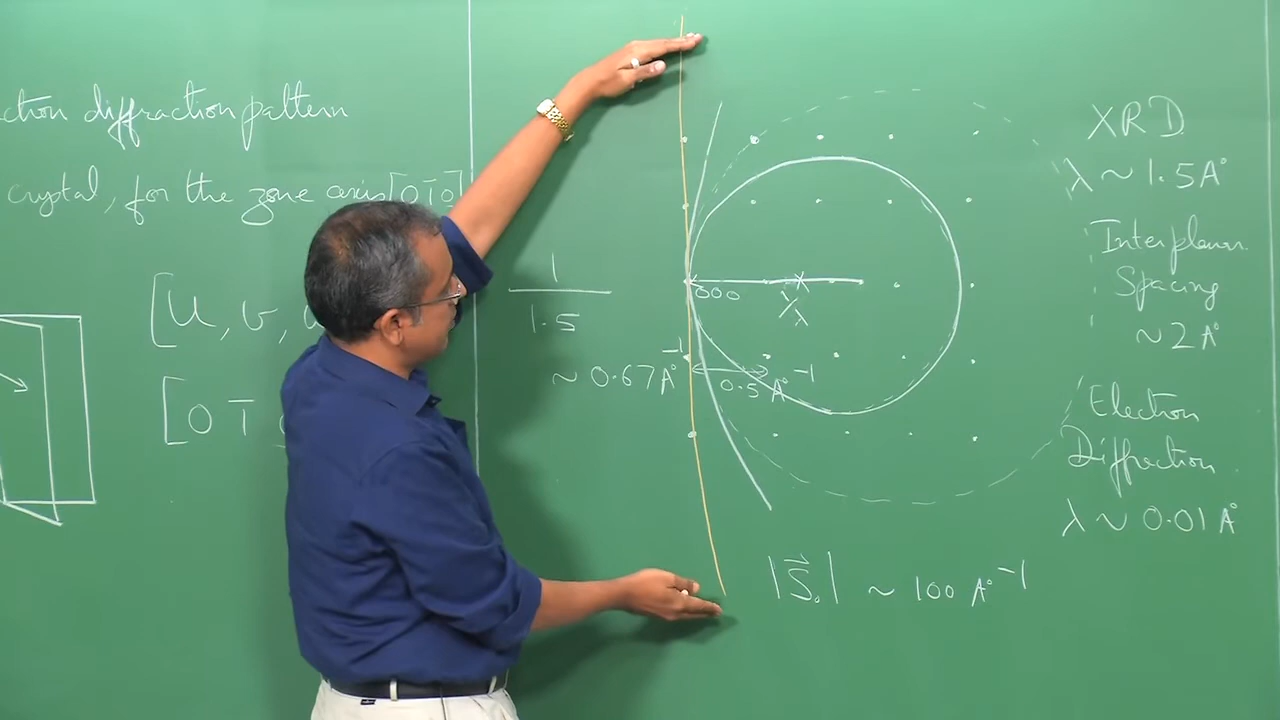 ction diffraction pattern
crystal, for the zone axis [0 1̅ 0]
[U, v,
[0 1̅
1
1.5
~ 0.67 A°⁻¹
000
1/λ
0.5 A°⁻¹
XRD
λ ~ 1.5 A°
Interplanar
Spacing
~ 2 A°
Electron
Diffraction
λ ~ 0.01 A°
|S⃗₀| ~ 100 A°⁻¹